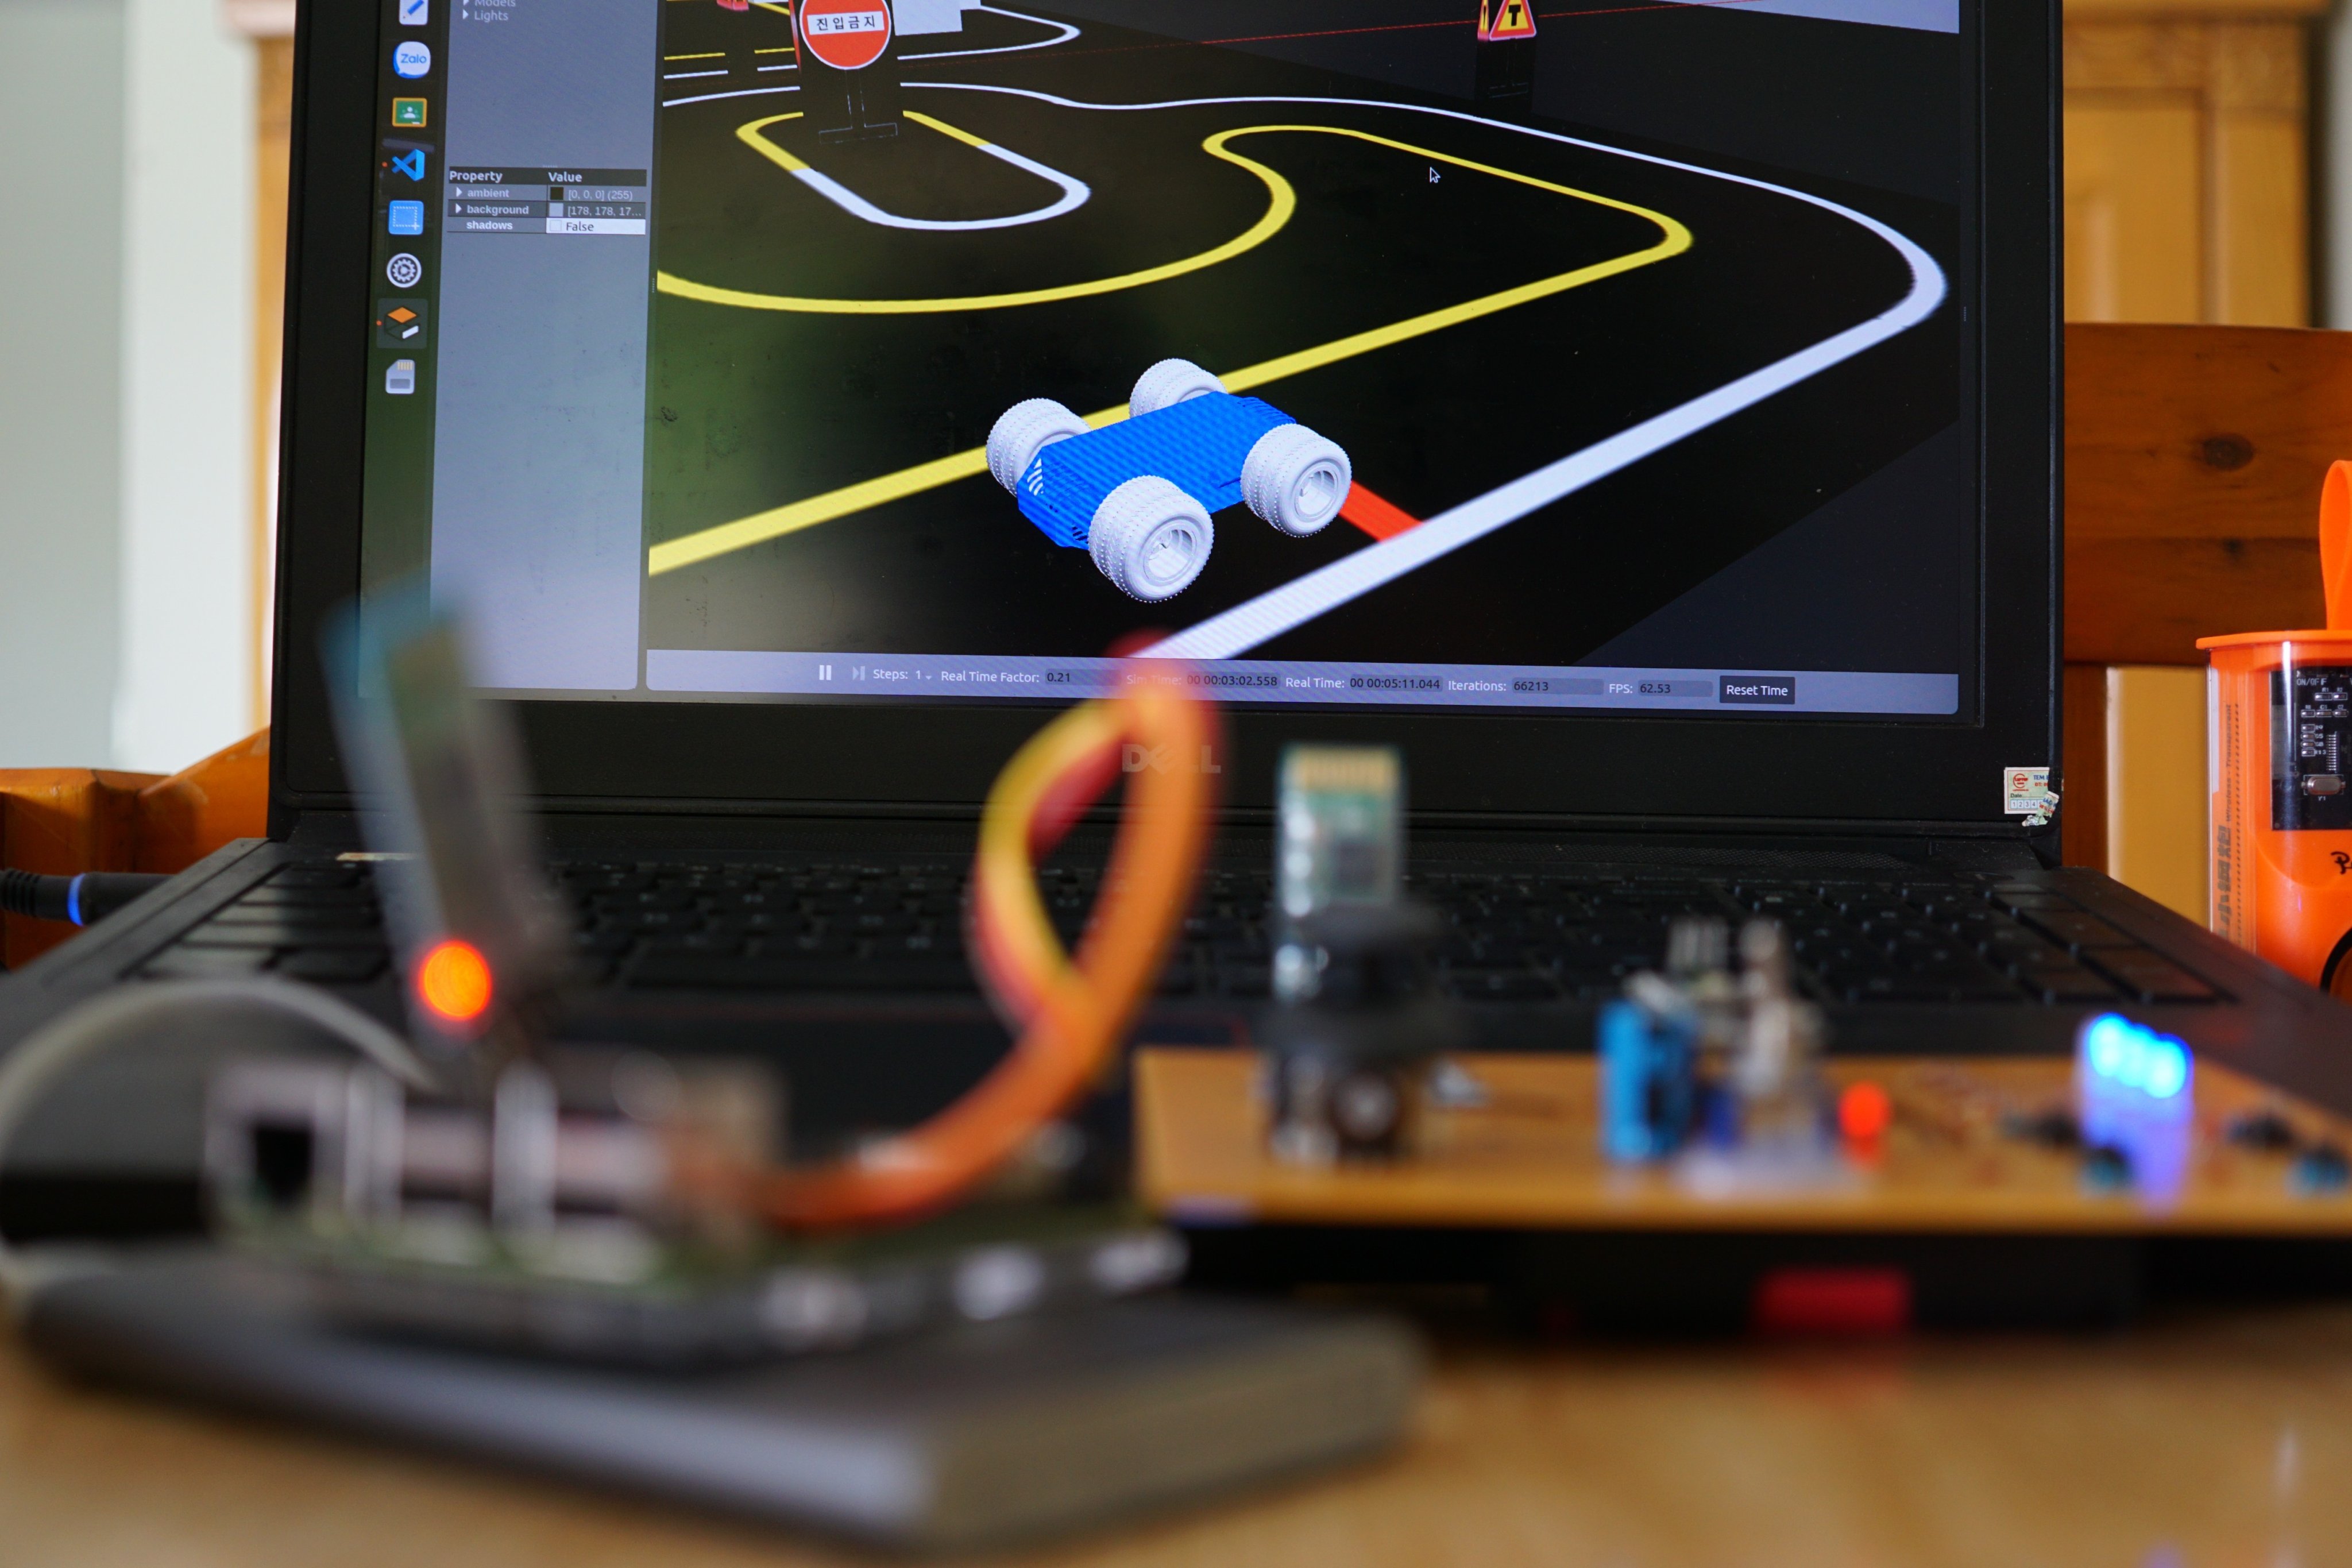 Models
Lights
Zalo
진입금지
T
Property Value
ambient [0, 0, 0] (255)
background [178, 178, 17...
shadows False
Steps: 1 Real Time Factor: 0.21 Sim Time: 00 00:03:02.558 Real Time: 00 00:05:11.044 Iterations: 66213 FPS: 62.53 Reset Time
DELL
ON/OFF